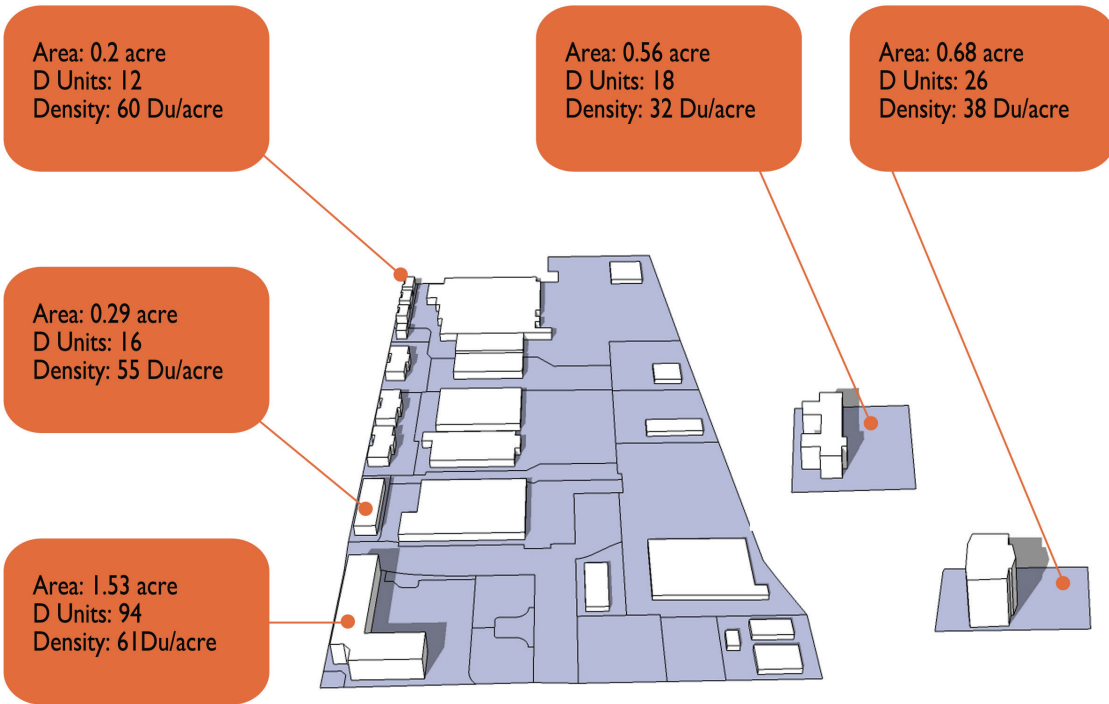 Area: 0.2 acre
D Units: 12
Density: 60 Du/acre
Area: 0.56 acre
D Units: 18
Density: 32 Du/acre
Area: 0.68 acre
D Units: 26
Density: 38 Du/acre
Area: 0.29 acre
D Units: 16
Density: 55 Du/acre
Area: 1.53 acre
D Units: 94
Density: 61Du/acre